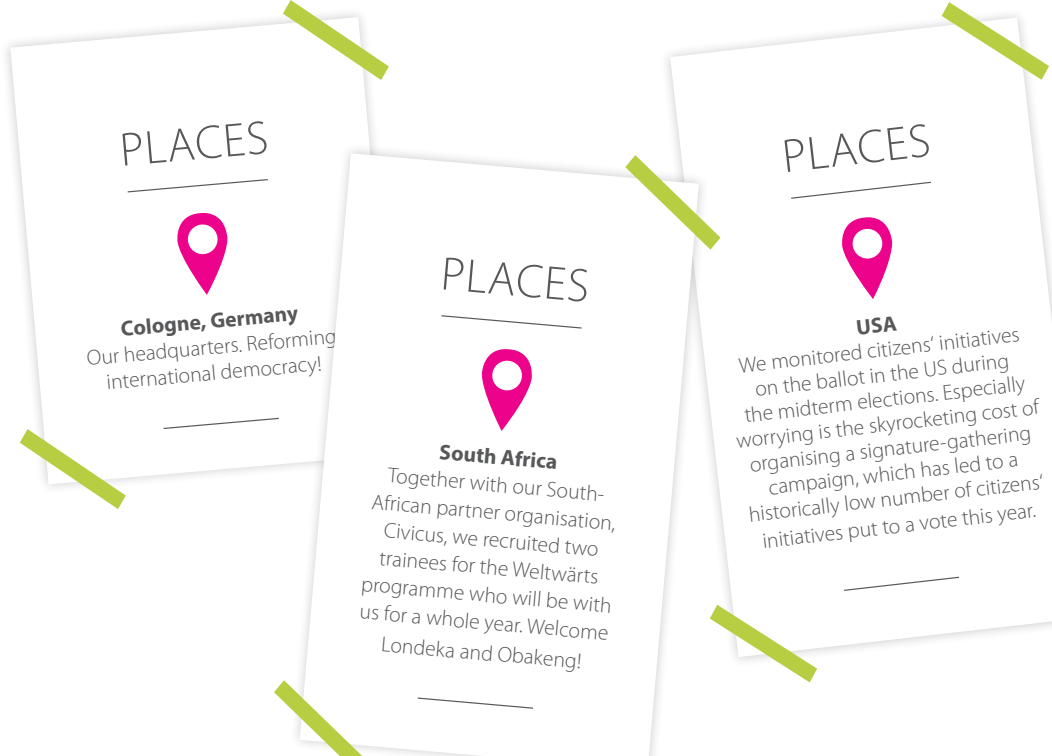 PLACES
Cologne, Germany
Our headquarters. Reforming
international democracy!
PLACES
South Africa
Together with our South-
African partner organisation,
Civicus, we recruited two
trainees for the Weltwärts
programme who will be with
us for a whole year. Welcome
Londeka and Obakeng!
PLACES
USA
We monitored citizens‘ initiatives
on the ballot in the US during
the midterm elections. Especially
worrying is the skyrocketing cost of
organising a signature-gathering
campaign, which has led to a
historically low number of citizens‘
initiatives put to a vote this year.